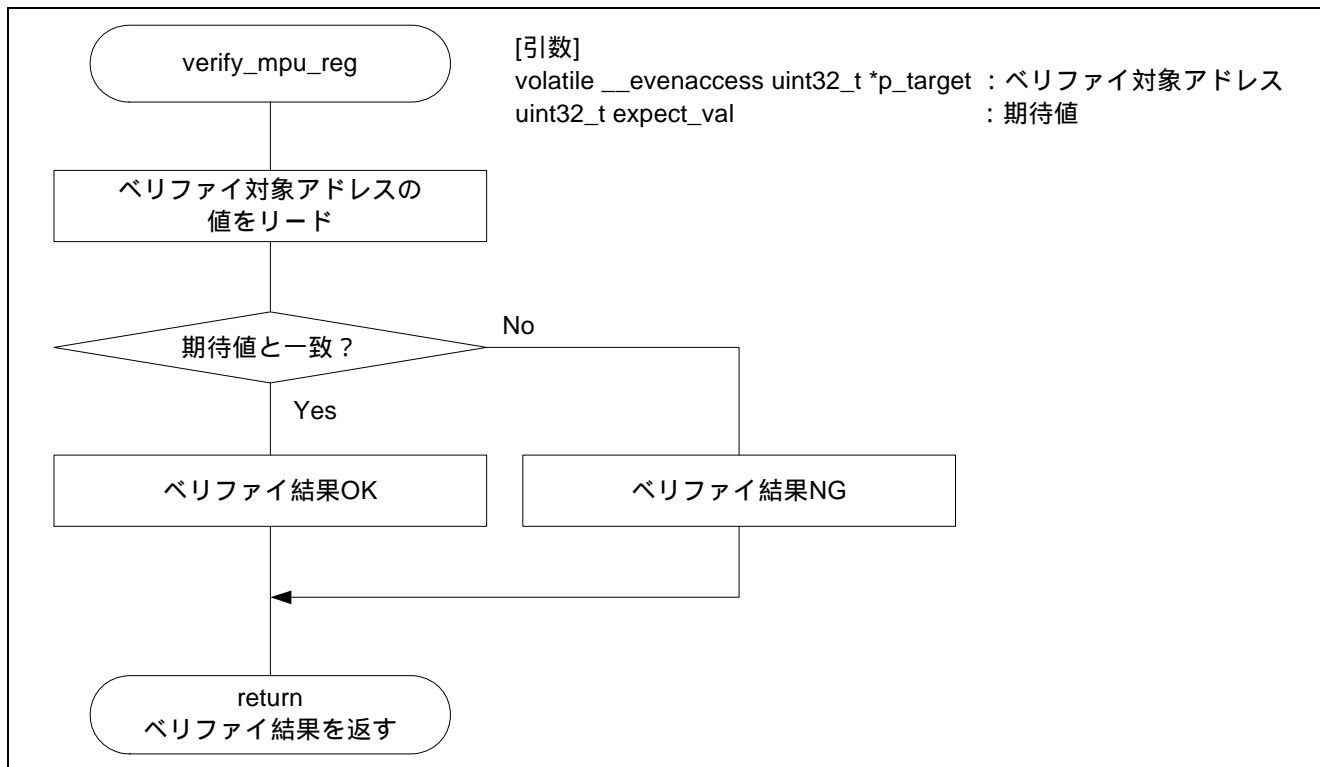 verify_mpu_reg
[引数]
volatile __evenaccess uint32_t *p_target :ベリファイ対象アドレス
uint32_t expect_val :期待値
ベリファイ対象アドレスの
値をリード
期待値と一致？
No
Yes
ベリファイ結果OK
ベリファイ結果NG
return
ベリファイ結果を返す